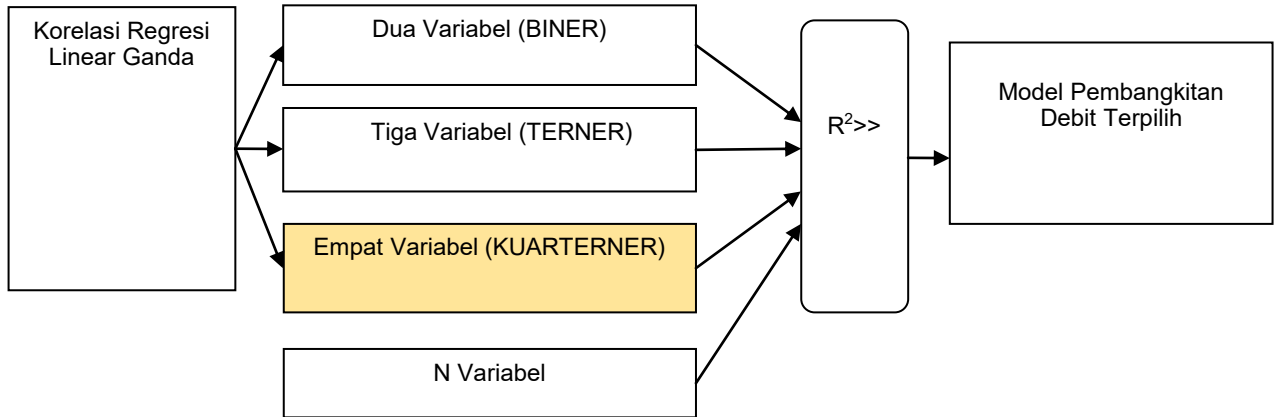 Korelasi Regresi
Linear Ganda
Dua Variabel (BINER)
Tiga Variabel (TERNER)
Empat Variabel (KUARTERNER)
N Variabel
R²>>
Model Pembangkitan
Debit Terpilih